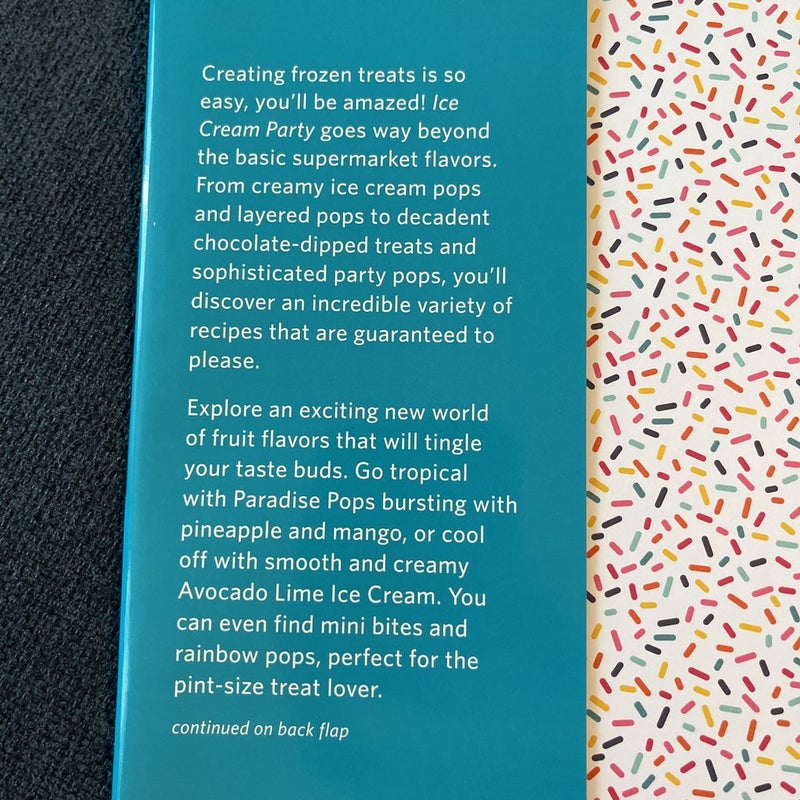 Creating frozen treats is so
easy, you'll be amazed! Ice
Cream Party goes way beyond
the basic supermarket flavors.
From creamy ice cream pops
and layered pops to decadent
chocolate-dipped treats and
sophisticated party pops, you'll
discover an incredible variety of
recipes that are guaranteed to
please.
Explore an exciting new world
of fruit flavors that will tingle
your taste buds. Go tropical
with Paradise Pops bursting with
pineapple and mango, or cool
off with smooth and creamy
Avocado Lime Ice Cream. You
can even find mini bites and
rainbow pops, perfect for the
pint-size treat lover.
continued on back flap